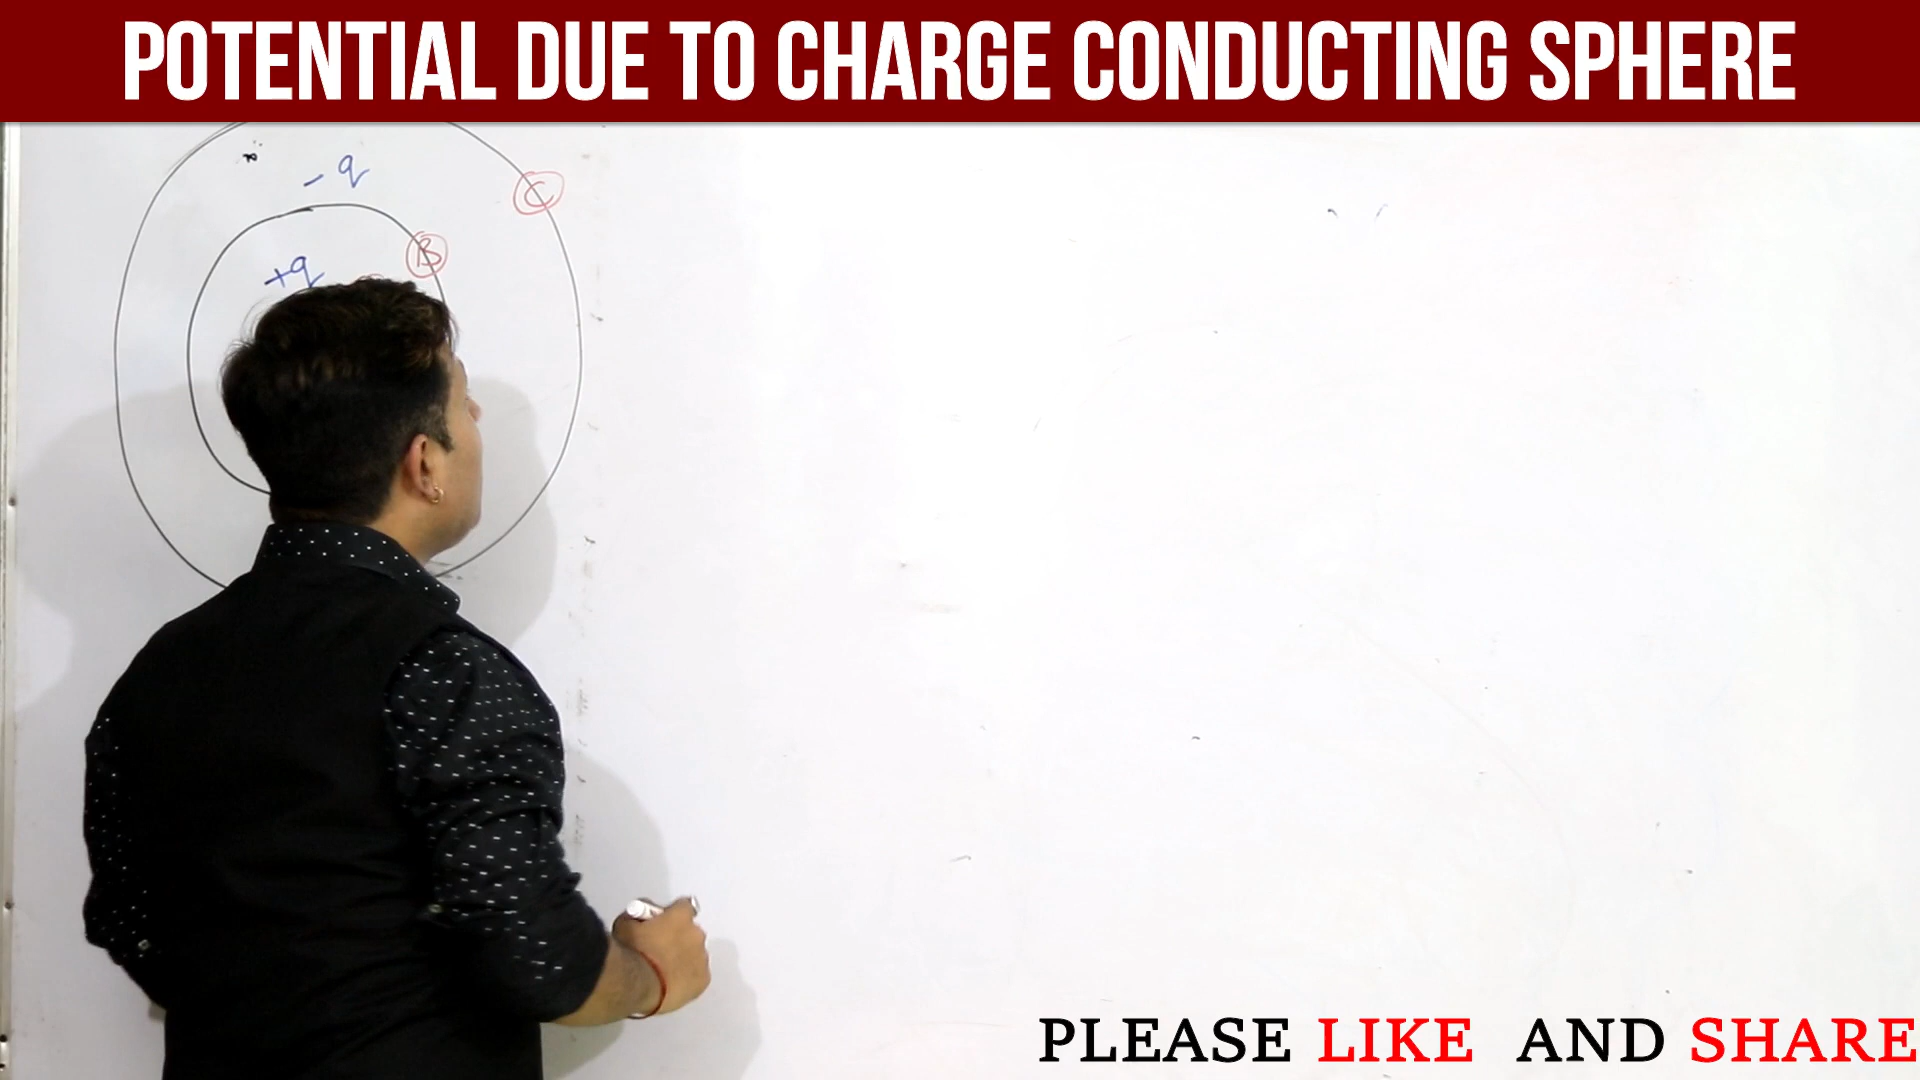 POTENTIAL DUE TO CHARGE CONDUCTING SPHERE
-q
C
B
+q
PLEASE LIKE AND SHARE